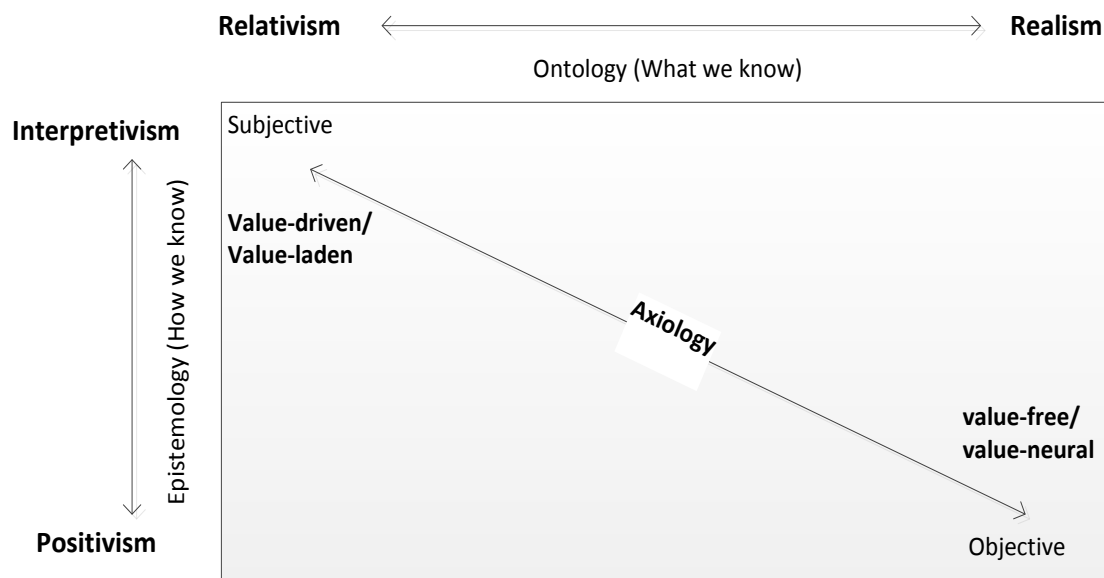 Relativism
Realism
Ontology (What we know)
Interpretivism
Subjective
Epistemology (How we know)
Value-driven/
Value-laden
Axiology
value-free/
value-neural
Positivism
Objective